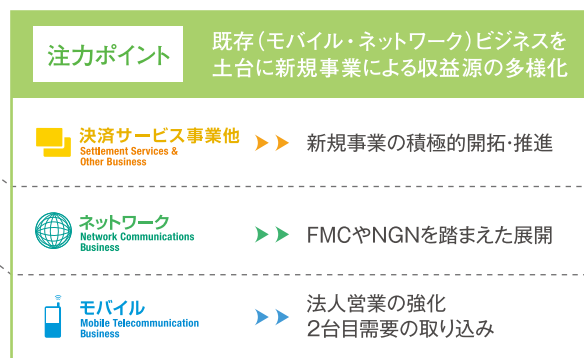 注力ポイント
既存(モバイル・ネットワーク)ビジネスを
土台に新規事業による収益源の多様化
決済サービス事業他
Settlement Services &
Other Business
新規事業の積極的開拓・推進
ネットワーク
Network Communications
Business
FMCやNGNを踏まえた展開
モバイル
Mobile Telecommunication
Business
法人営業の強化
2台目需要の取り込み